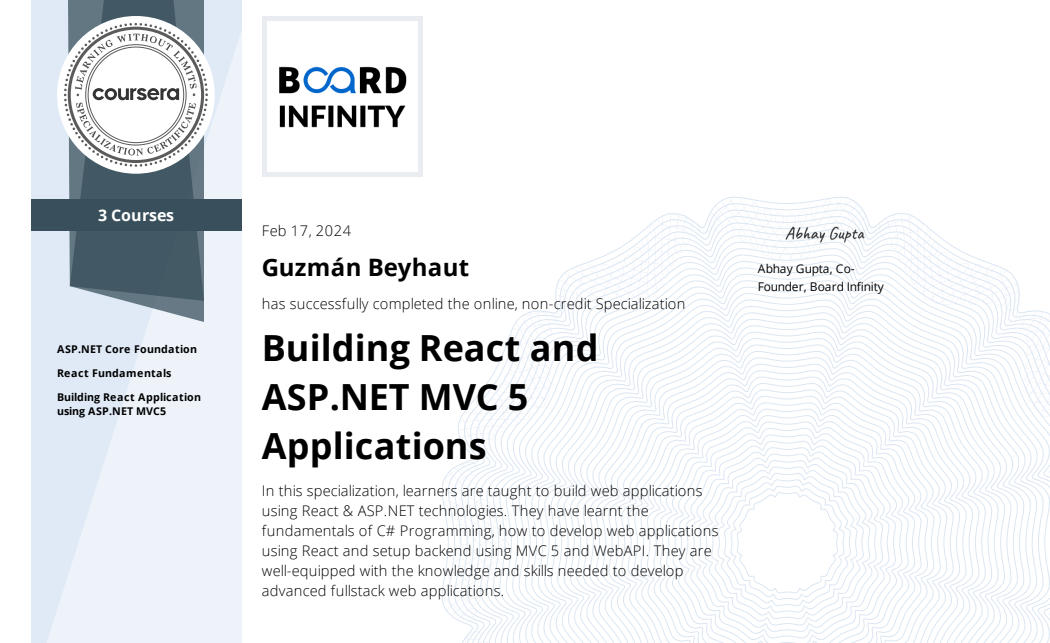 LEARNING WITHOUT LIMITS
coursera
SPECIALIZATION CERTIFICATE
3 Courses
ASP.NET Core Foundation
React Fundamentals
Building React Application
using ASP.NET MVC5
BOARD
INFINITY
Feb 17, 2024
Guzmán Beyhaut
has successfully completed the online, non-credit Specialization
Building React and
ASP.NET MVC 5
Applications
In this specialization, learners are taught to build web applications
using React & ASP.NET technologies. They have learnt the
fundamentals of C# Programming, how to develop web applications
using React and setup backend using MVC 5 and WebAPI. They are
well-equipped with the knowledge and skills needed to develop
advanced fullstack web applications.
Abhay Gupta
Abhay Gupta, Co-
Founder, Board Infinity